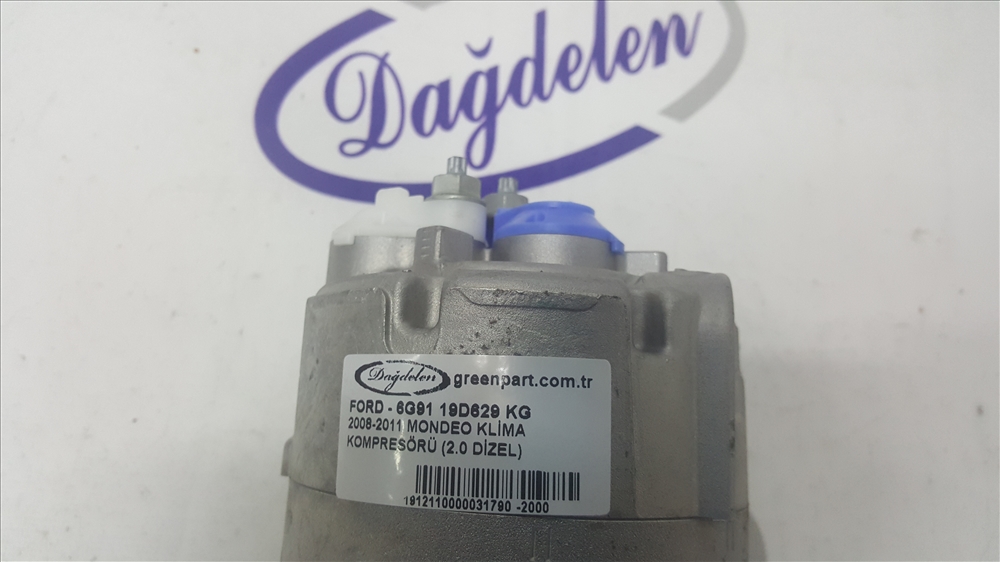 Dağdelen
Dağdelen greenpart.com.tr
FORD - 6G91 19D629 KG
2008-2011 MONDEO KLİMA
KOMPRESÖRÜ (2.0 DİZEL)
1912110000031790 -2000